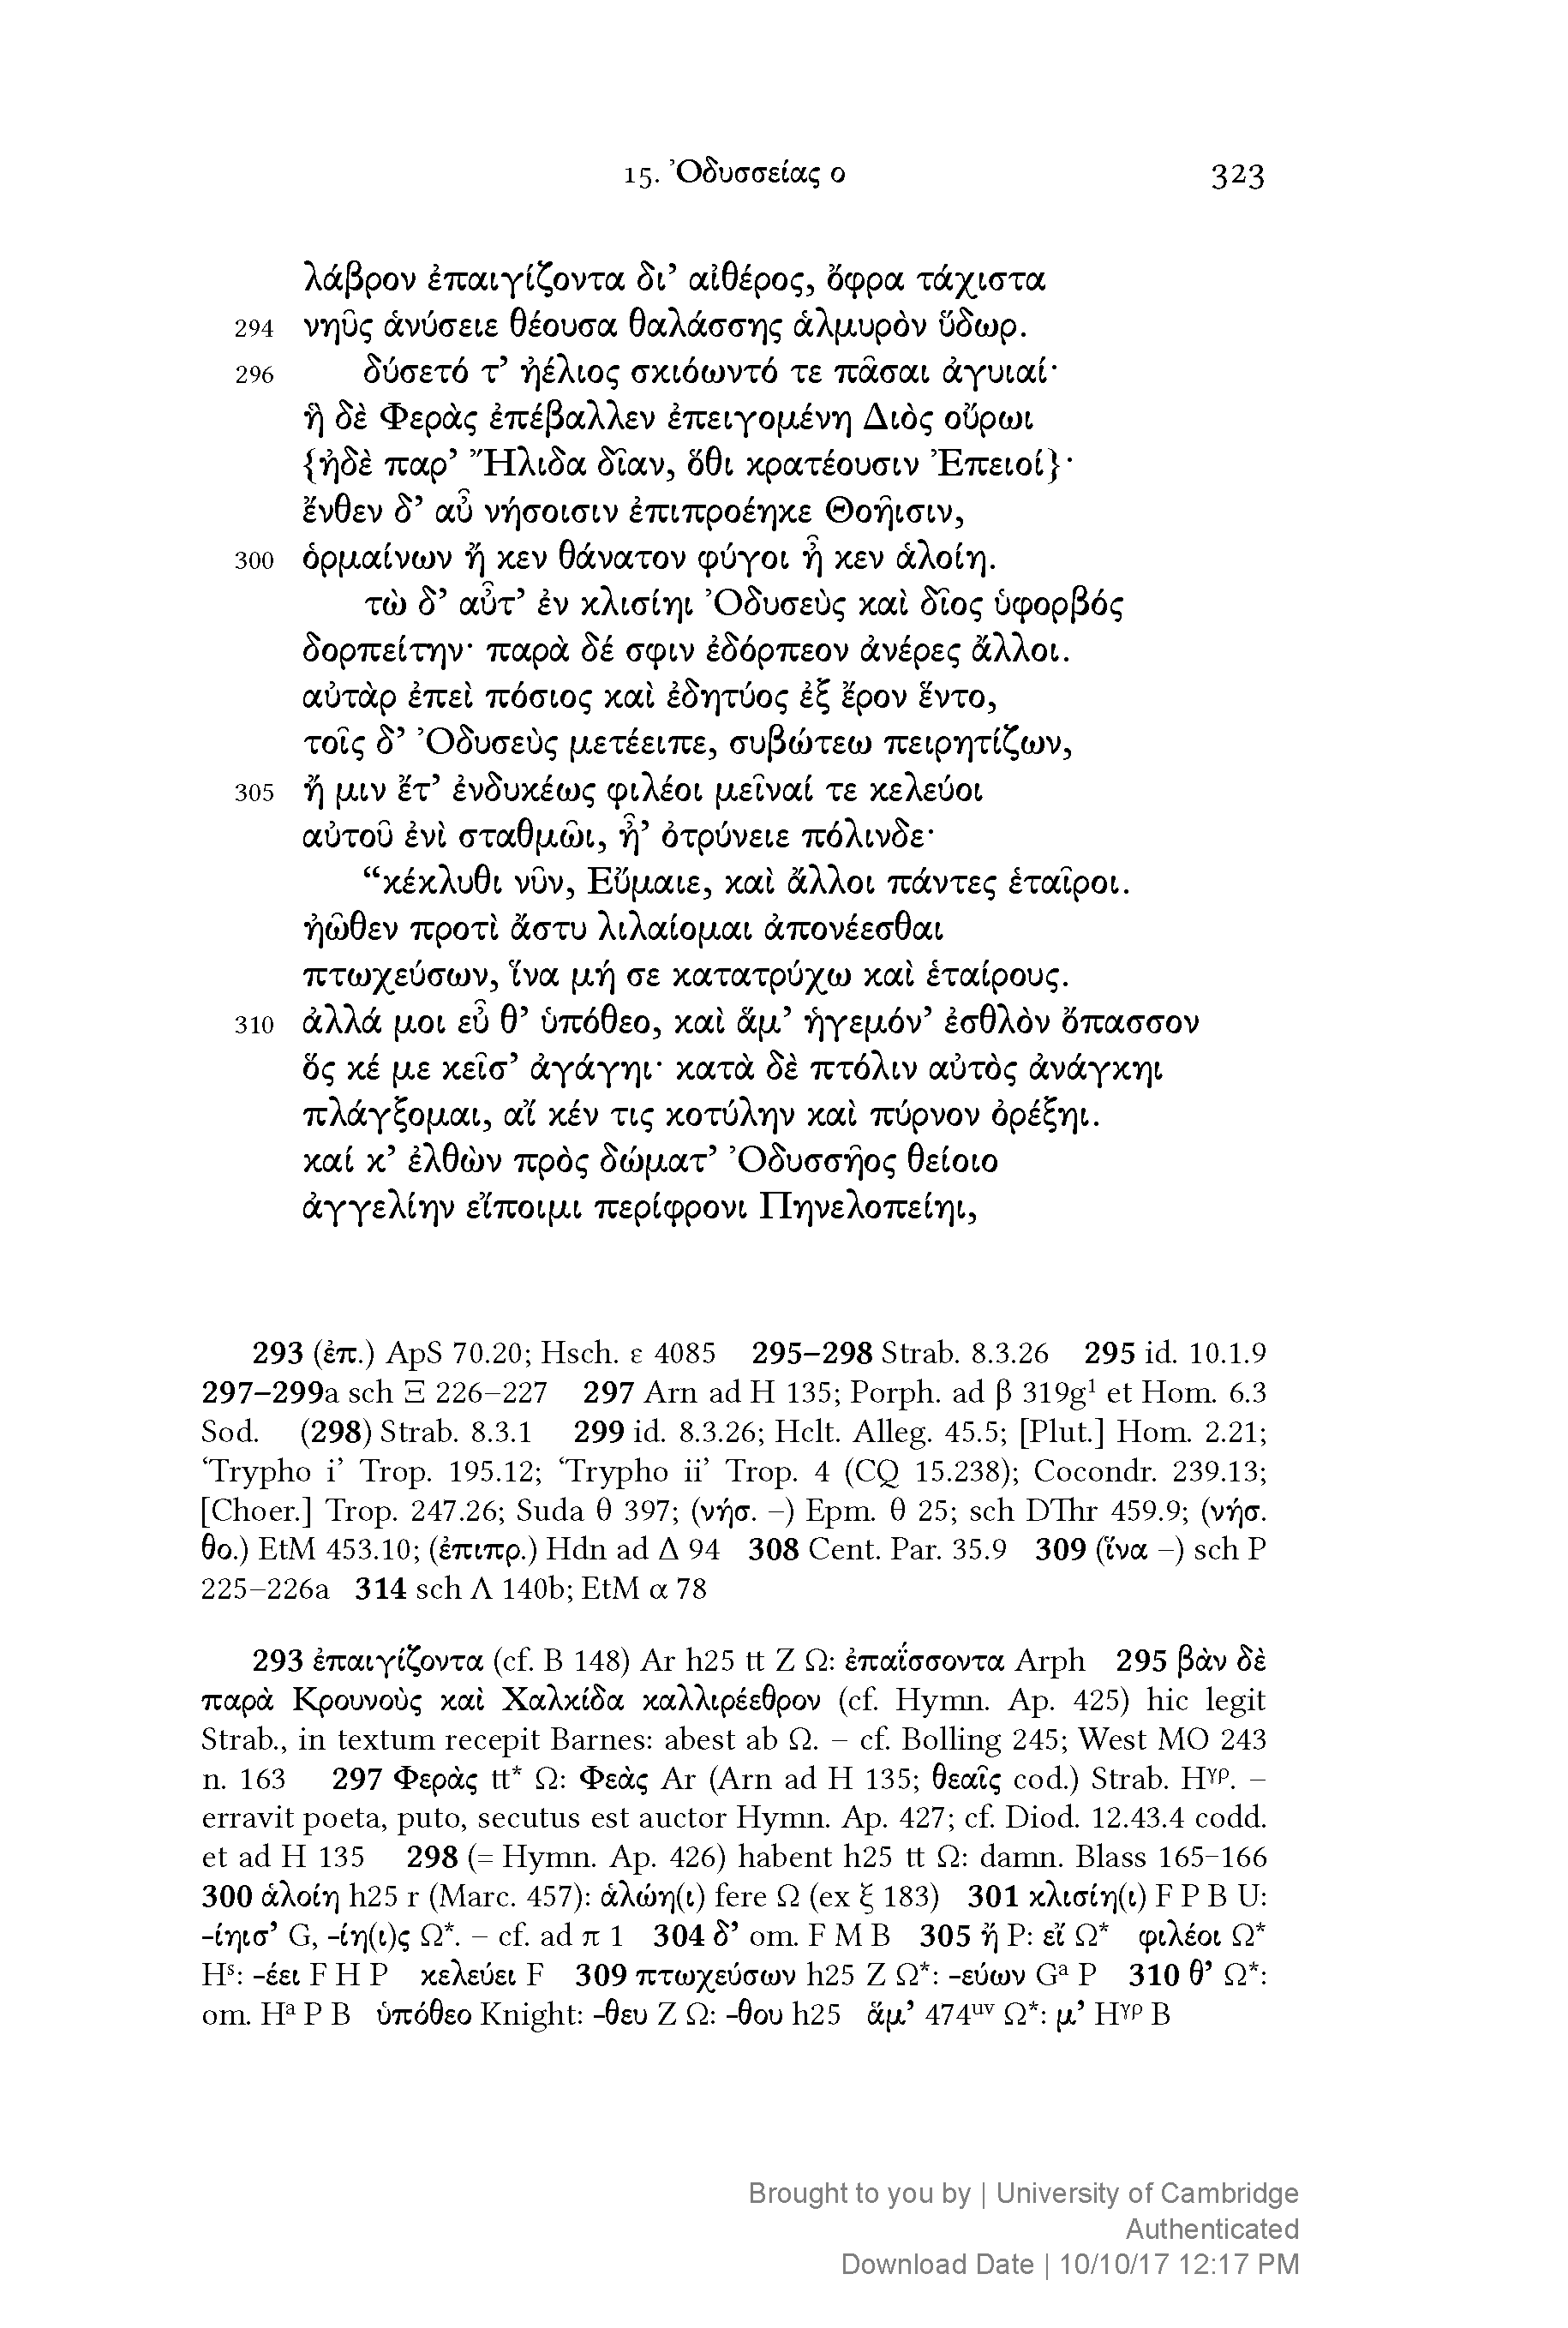 15. Ὀδυσσείας ο 323
λάβρον ἐπαιγίζοντα δι’ αἰθέρος, ὄφρα τάχιστα
294 νηῦς ἁνύσειε θέουσα θαλάσσης ἁλμυρὸν ὕδωρ.
296 δύσετό τ’ ἠέλιος σκιόωντό τε πᾶσαι ἀγυιαί·
ἣ δὲ Φερὰς ἐπέβαλλεν ἐπειγομένη Διὸς οὔρωι
{ἠδὲ παρ’ Ἤλιδα δῖαν, ὅθι κρατέουσιν Ἐπειοί}·
ἔνθεν δ’ αὖ νήσοισιν ἐπιπροέηκε Θοῆισιν,
300 ὁρμαίνων ἤ κεν θάνατον φύγοι ἦ κεν ἁλοίη.
τὼ δ’ αὖτ’ ἐν κλισίηι Ὀδυσεὺς καὶ δῖος ὑφορβός
δορπείτην· παρὰ δέ σφιν ἐδόρπεον ἀνέρες ἄλλοι.
αὐτὰρ ἐπεὶ πόσιος καὶ ἐδητύος ἐξ ἔρον ἕντο,
τοῖς δ’ Ὀδυσεὺς μετέειπε, συβώτεω πειρητίζων,
305 ἤ μιν ἔτ’ ἐνδυκέως φιλέοι μεῖναί τε κελεύοι
αὐτοῦ ἐνὶ σταθμῶι, ἦ’ ὀτρύνειε πόλινδε·
“κέκλυθι νῦν, Εὔμαιε, καὶ ἄλλοι πάντες ἑταῖροι.
ἠῶθεν προτὶ ἄστυ λιλαίομαι ἀπονέεσθαι
πτωχεύσων, ἵνα μή σε κατατρύχω καὶ ἑταίρους.
310 ἀλλά μοι εὖ θ’ ὑπόθεο, καὶ ἅμ’ ἡγεμόν’ ἐσθλὸν ὄπασσον
ὅς κέ με κεῖσ’ ἀγάγηι· κατὰ δὲ πτόλιν αὐτὸς ἀνάγκηι
πλάγξομαι, αἴ κέν τις κοτύλην καὶ πύρνον ὀρέξηι.
καί κ’ ἐλθὼν πρὸς δώματ’ Ὀδυσσῆος θείοιο
ἀγγελίην εἴποιμι περίφρονι Πηνελοπείηι,
293 (ἐπ.) ApS 70.20; Hsch. ε 4085 295–298 Strab. 8.3.26 295 id. 10.1.9
297–299a sch Ξ 226–227 297 Arn ad H 135; Porph. ad β 319g¹ et Hom. 6.3
Sod. (298) Strab. 8.3.1 299 id. 8.3.26; Hclt. Alleg. 45.5; [Plut.] Hom. 2.21;
‘Trypho i’ Trop. 195.12; ‘Trypho ii’ Trop. 4 (CQ 15.238); Cocondr. 239.13;
[Choer.] Trop. 247.26; Suda θ 397; (νήσ. –) Epm. θ 25; sch DThr 459.9; (νήσ.
θο.) EtM 453.10; (ἐπιπρ.) Hdn ad Δ 94 308 Cent. Par. 35.9 309 (ἵνα –) sch P
225–226a 314 sch Λ 140b; EtM α 78
293 ἐπαιγίζοντα (cf. B 148) Ar h25 tt Z Ω: ἐπαΐσσοντα Arph 295 βὰν δὲ
παρὰ Κρουνοὺς καὶ Χαλκίδα καλλιρέεθρον (cf. Hymn. Ap. 425) hic legit
Strab., in textum recepit Barnes: abest ab Ω. – cf. Bolling 245; West MO 243
n. 163 297 Φερὰς tt* Ω: Φεὰς Ar (Arn ad H 135; θεαῖς cod.) Strab. Hᵞᵖ. –
erravit poeta, puto, secutus est auctor Hymn. Ap. 427; cf. Diod. 12.43.4 codd.
et ad H 135 298 (= Hymn. Ap. 426) habent h25 tt Ω: damn. Blass 165–166
300 ἁλοίη h25 r (Marc. 457): ἁλώη(ι) fere Ω (ex ξ 183) 301 κλισίη(ι) F P B U:
-ίηισ’ G, -ίη(ι)ς Ω*. – cf. ad π 1 304 δ’ om. F M B 305 ἤ P: εἴ Ω* φιλέοι Ω*
Hˢ: -έει F H P κελεύει F 309 πτωχεύσων h25 Z Ω*: -εύων Gᵃ P 310 θ’ Ω*:
om. Hᵃ P B ὑπόθεο Knight: -θευ Z Ω: -θου h25 ἅμ’ 474ᵘᵛ Ω*: μ’ Hᵞᵖ B
Brought to you by | University of Cambridge
Authenticated
Download Date | 10/10/17 12:17 PM